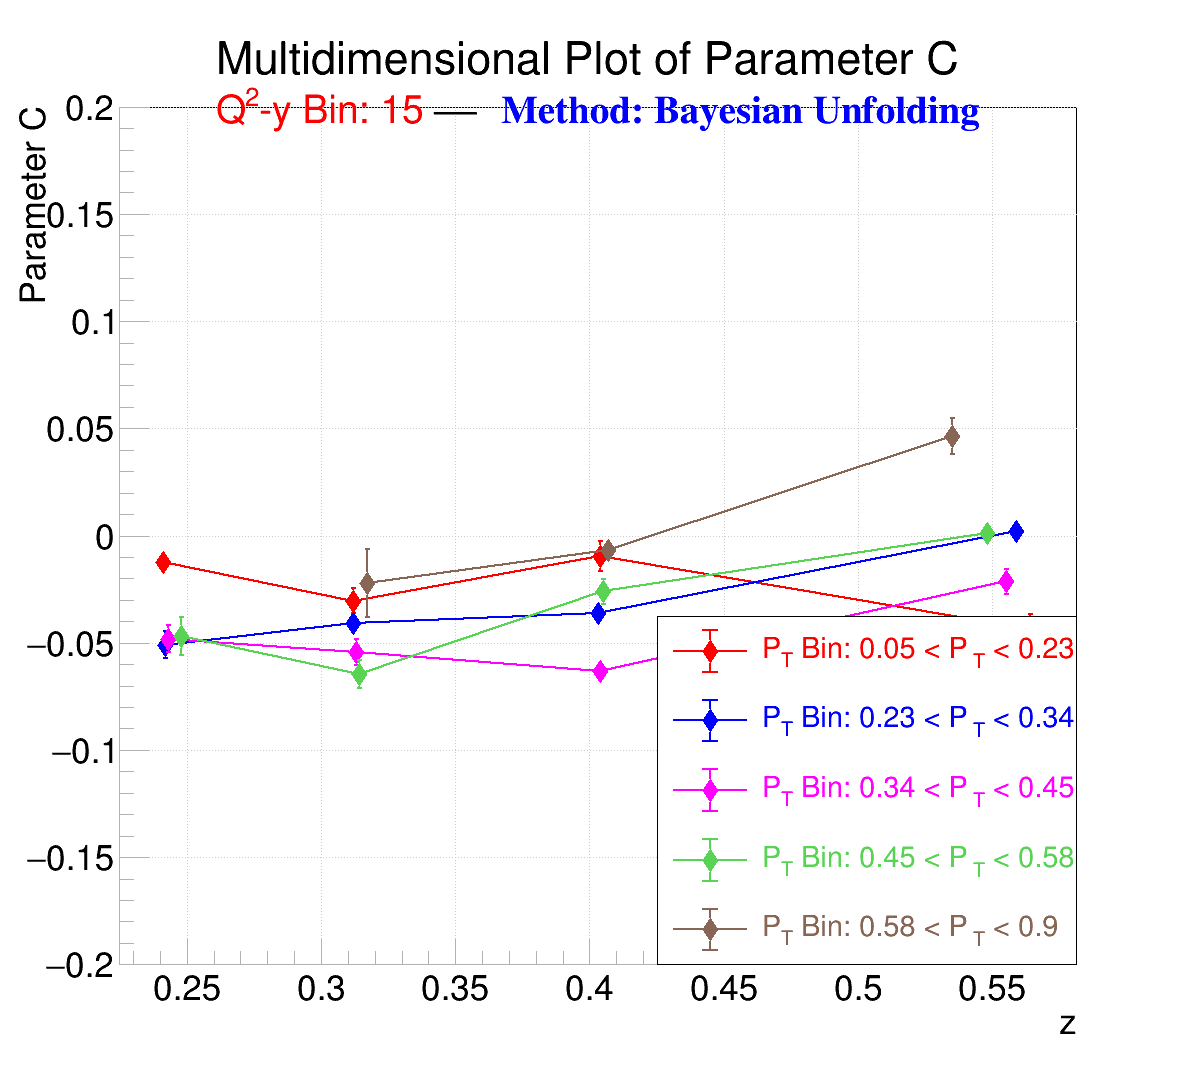 Multidimensional Plot of Parameter C
Q2-y Bin: 15 — Method: Bayesian Unfolding
Parameter C
0.2
0.15
0.1
0.05
0
−0.05
−0.1
−0.15
−0.2
PT Bin: 0.05 < PT < 0.23
PT Bin: 0.23 < PT < 0.34
PT Bin: 0.34 < PT < 0.45
PT Bin: 0.45 < PT < 0.58
PT Bin: 0.58 < PT < 0.9
0.25 0.3 0.35 0.4 0.45 0.5 0.55
z